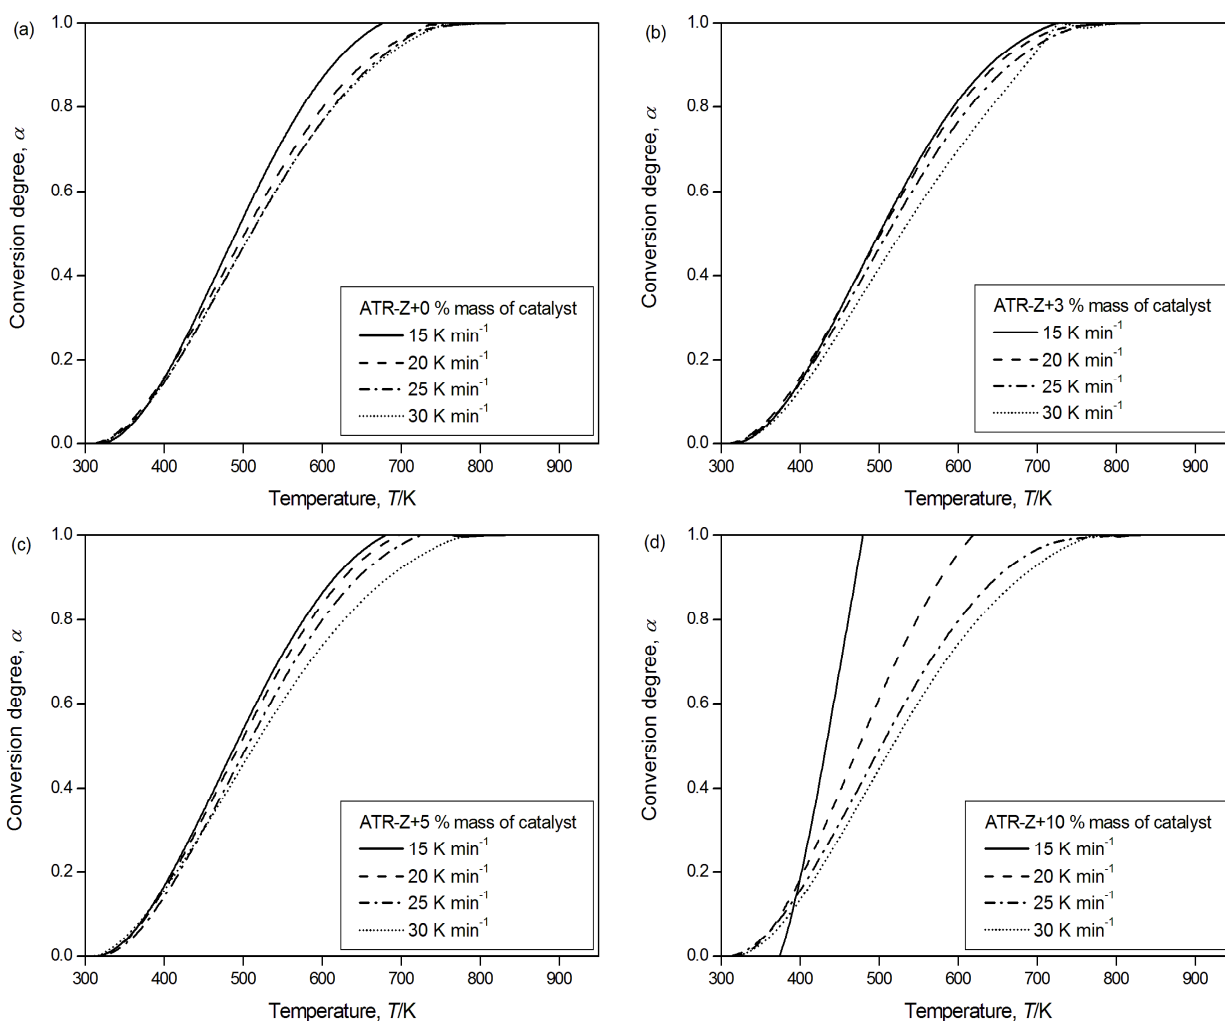 (a)
Conversion degree, α
1.0
0.8
0.6
0.4
0.2
0.0
ATR-Z+0 % mass of catalyst
15 K min⁻¹
20 K min⁻¹
25 K min⁻¹
30 K min⁻¹
300 400 500 600 700 800 900
Temperature, T/K
(b)
Conversion degree, α
1.0
0.8
0.6
0.4
0.2
0.0
ATR-Z+3 % mass of catalyst
15 K min⁻¹
20 K min⁻¹
25 K min⁻¹
30 K min⁻¹
300 400 500 600 700 800 900
Temperature, T/K
(c)
Conversion degree, α
1.0
0.8
0.6
0.4
0.2
0.0
ATR-Z+5 % mass of catalyst
15 K min⁻¹
20 K min⁻¹
25 K min⁻¹
30 K min⁻¹
300 400 500 600 700 800 900
Temperature, T/K
(d)
Conversion degree, α
1.0
0.8
0.6
0.4
0.2
0.0
ATR-Z+10 % mass of catalyst
15 K min⁻¹
20 K min⁻¹
25 K min⁻¹
30 K min⁻¹
300 400 500 600 700 800 900
Temperature, T/K